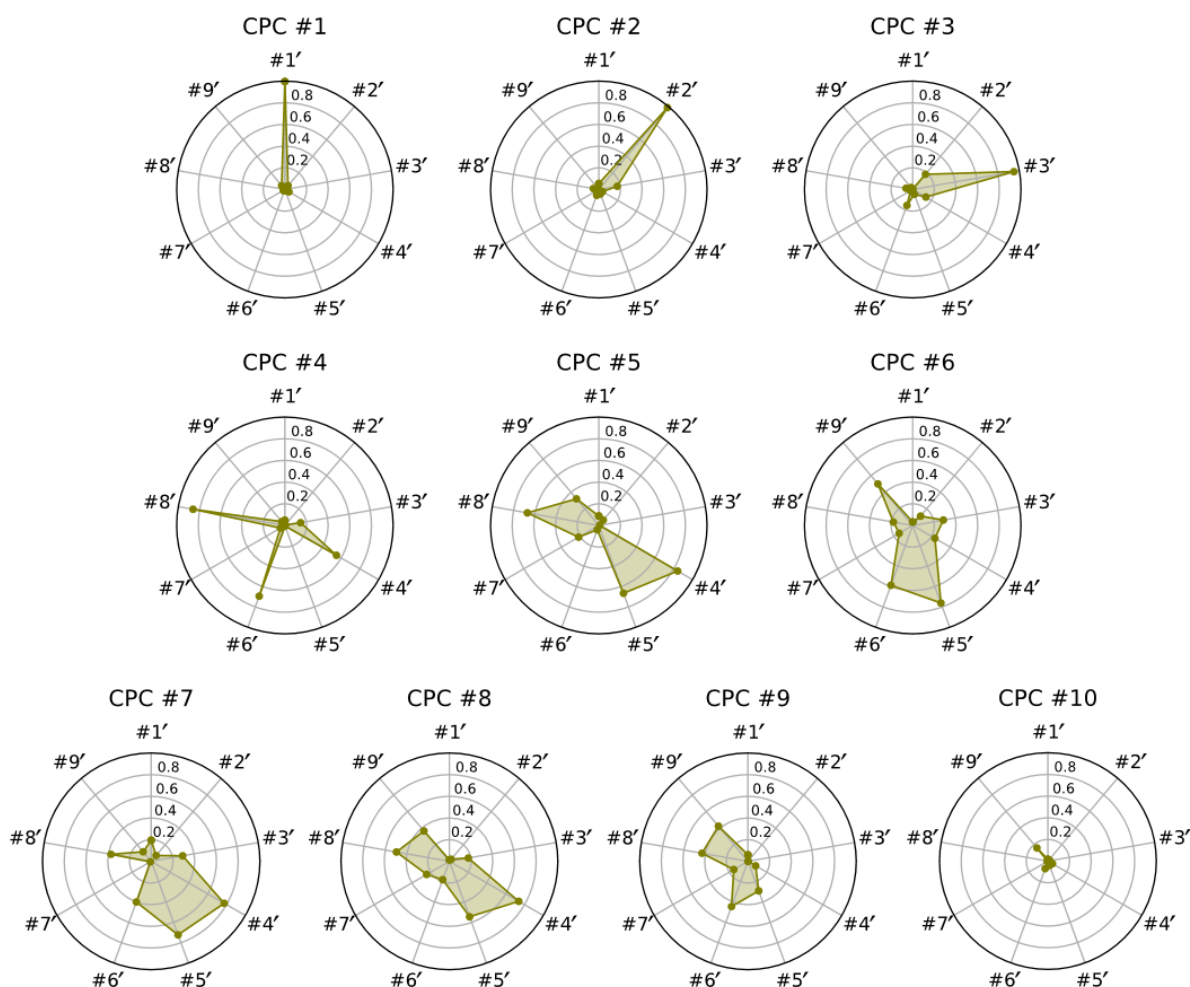 CPC #1 CPC #2 CPC #3
#1′ #1′ #1′
#9′ #2′ #9′ #2′ #9′ #2′
0.8 0.8 0.8
0.6 0.6 0.6
0.4 0.4 0.4
0.2 0.2 0.2
#8′ #3′ #8′ #3′ #8′ #3′
#7′ #4′ #7′ #4′ #7′ #4′
#6′ #5′ #6′ #5′ #6′ #5′
CPC #4 CPC #5 CPC #6
#1′ #1′ #1′
#9′ #2′ #9′ #2′ #9′ #2′
0.8 0.8 0.8
0.6 0.6 0.6
0.4 0.4 0.4
0.2 0.2 0.2
#8′ #3′ #8′ #3′ #8′ #3′
#7′ #4′ #7′ #4′ #7′ #4′
#6′ #5′ #6′ #5′ #6′ #5′
CPC #7 CPC #8 CPC #9 CPC #10
#1′ #1′ #1′ #1′
#9′ #2′ #9′ #2′ #9′ #2′ #9′ #2′
0.8 0.8 0.8 0.8
0.6 0.6 0.6 0.6
0.4 0.4 0.4 0.4
0.2 0.2 0.2 0.2
#8′ #3′ #8′ #3′ #8′ #3′ #8′ #3′
#7′ #4′ #7′ #4′ #7′ #4′ #7′ #4′
#6′ #5′ #6′ #5′ #6′ #5′ #6′ #5′